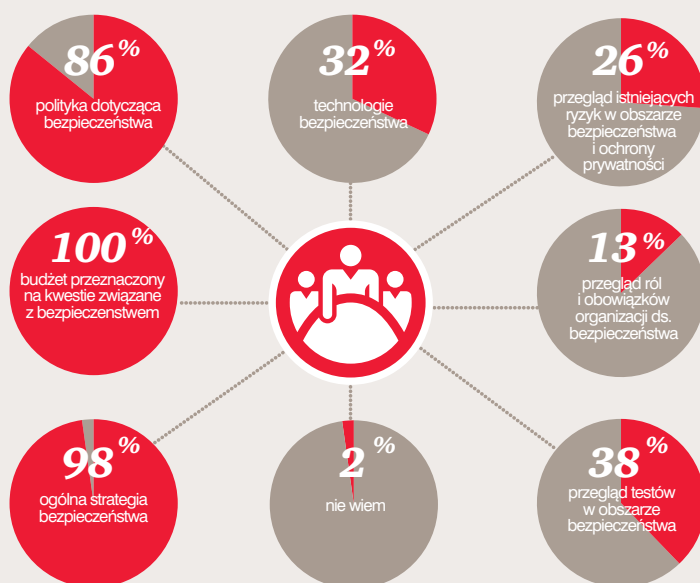 86%
polityka dotycząca
bezpieczeństwa
32%
technologie
bezpieczeństwa
26%
przegląd istniejących
ryzyk w obszarze
bezpieczeństwa
i ochrony
prywatności
100%
budżet przeznaczony
na kwestie związane
z bezpieczenstwem
13%
przegląd ról
i obowiązków
organizacji ds.
bezpieczeństwa
98%
ogólna strategia
bezpieczeństwa
2%
nie wiem
38%
przegląd testów
w obszarze
bezpieczeństwa